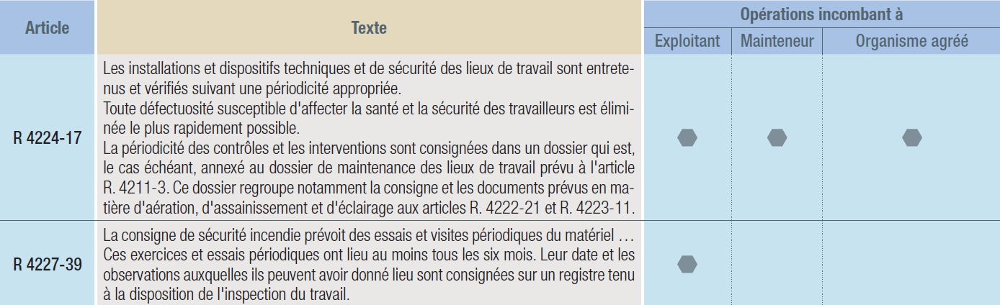 Article
Texte
Opérations incombant à
Exploitant
Mainteneur
Organisme agréé
R 4224-17
Les installations et dispositifs techniques et de sécurité des lieux de travail sont entrete-
nus et vérifiés suivant une périodicité appropriée.
Toute défectuosité susceptible d'affecter la santé et la sécurité des travailleurs est élimi-
née le plus rapidement possible.
La périodicité des contrôles et les interventions sont consignées dans un dossier qui est,
le cas échéant, annexé au dossier de maintenance des lieux de travail prévu à l'article
R. 4211-3. Ce dossier regroupe notamment la consigne et les documents prévus en ma-
tière d'aération, d'assainissement et d'éclairage aux articles R. 4222-21 et R. 4223-11.
R 4227-39
La consigne de sécurité incendie prévoit des essais et visites périodiques du matériel …
Ces exercices et essais périodiques ont lieu au moins tous les six mois. Leur date et les
observations auxquelles ils peuvent avoir donné lieu sont consignées sur un registre tenu
à la disposition de l'inspection du travail.